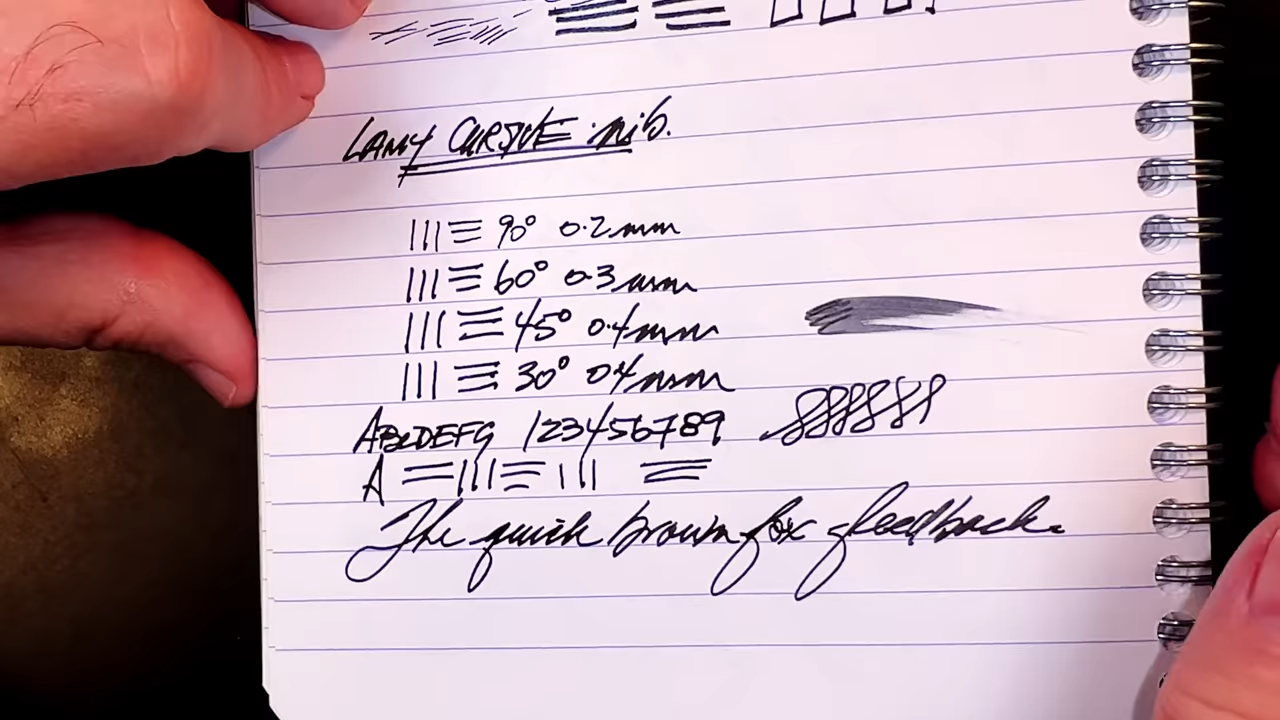 LAMY CURSIVE nib.
90° 0.2mm
60° 0.3mm
45° 0.4mm
30° 0.4mm
ABCDEFG 123456789
A
The quick brown fox feedback.